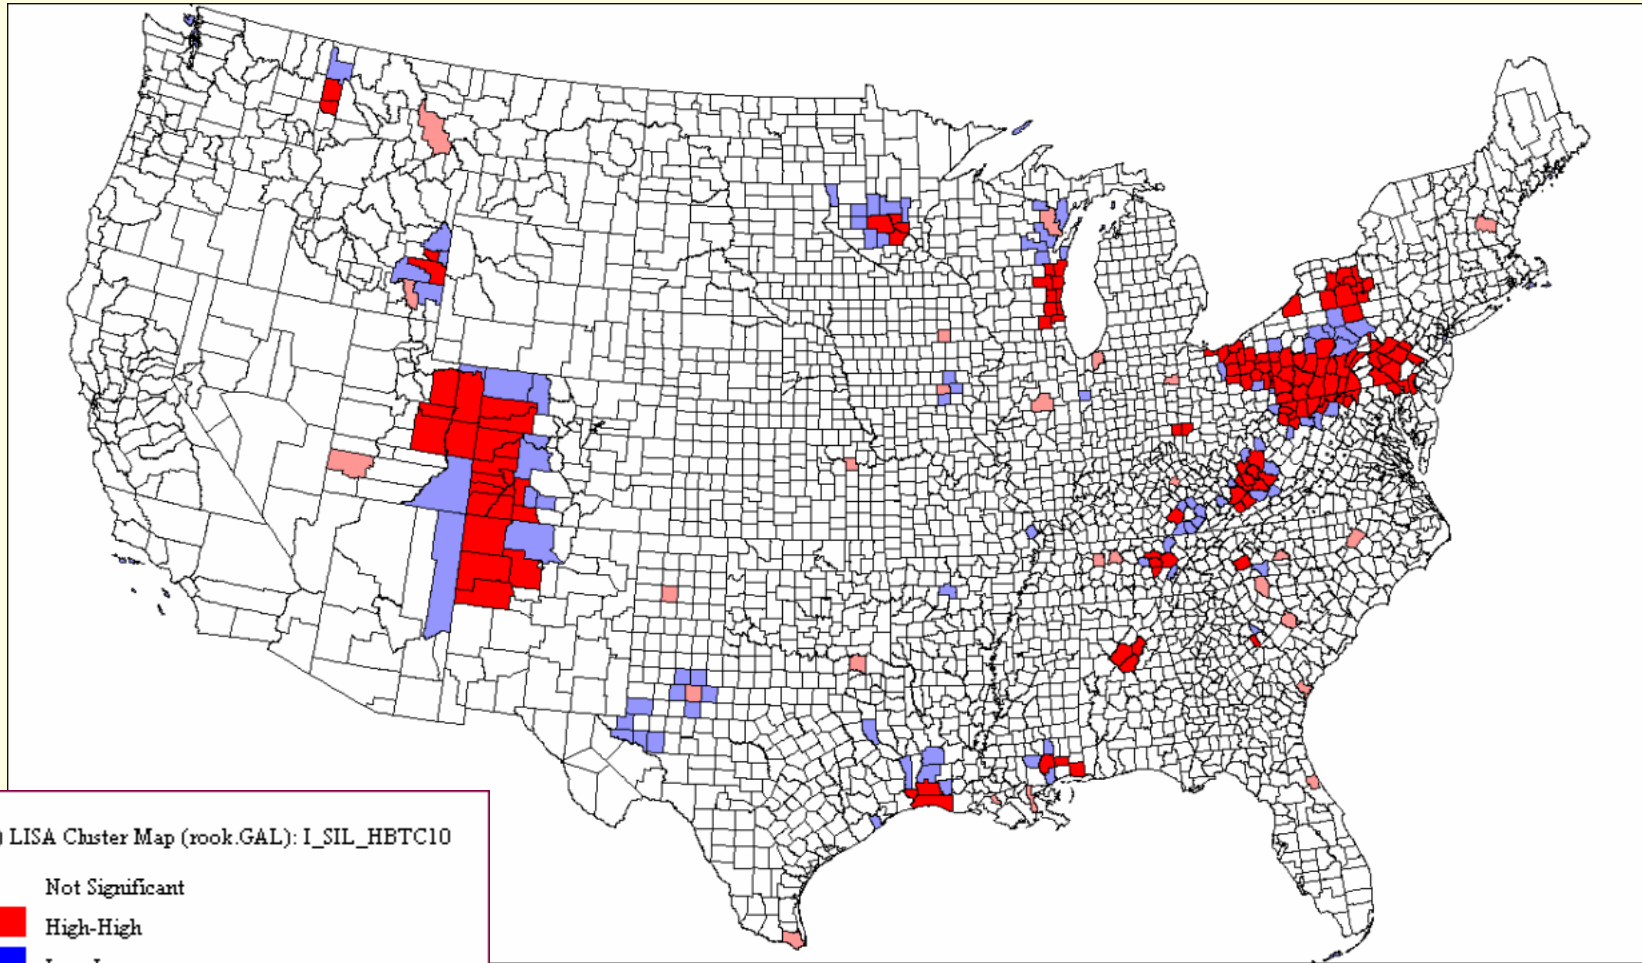 LISA Cluster Map (rook.GAL): I_SIL_HBTC10
Not Significant
High-High